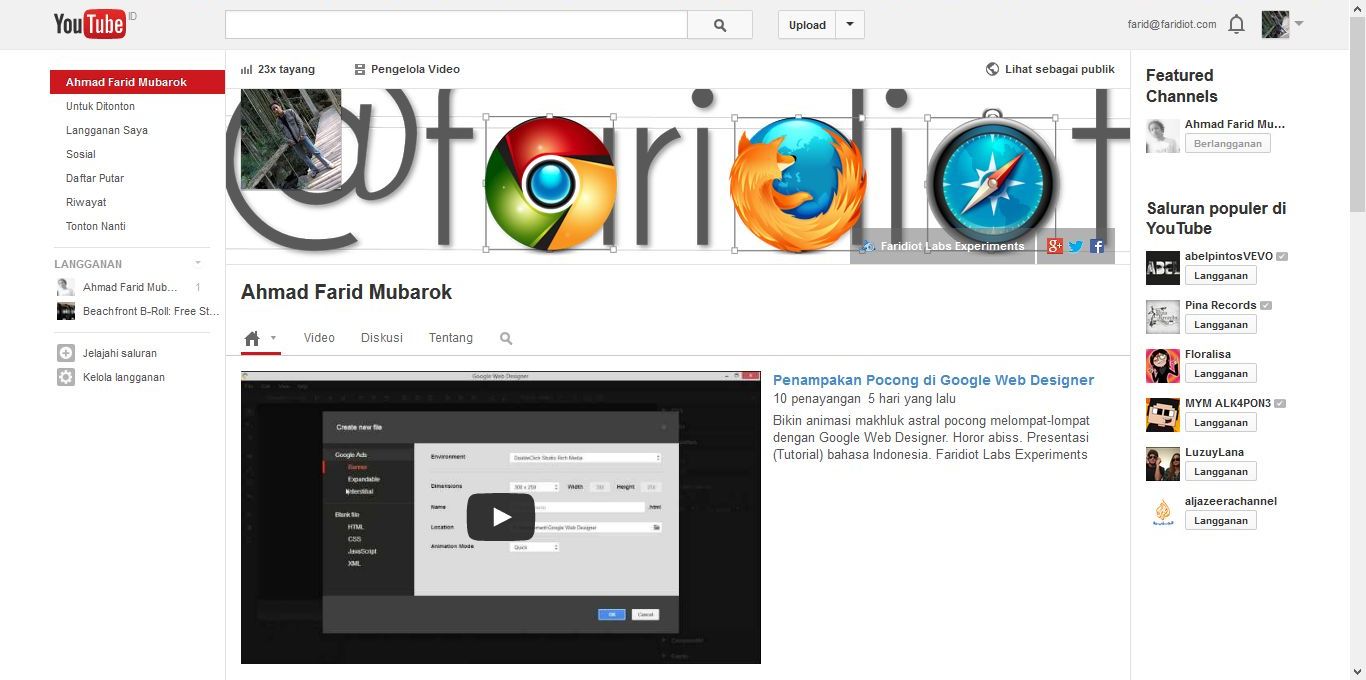 YouTube ID
Upload
farid@faridiot.com
Ahmad Farid Mubarok
Untuk Ditonton
Langganan Saya
Sosial
Daftar Putar
Riwayat
Tonton Nanti
LANGGANAN
Ahmad Farid Mub... 1
Beachfront B-Roll: Free St...
Jelajahi saluran
Kelola langganan
23x tayang
Pengelola Video
Lihat sebagai publik
@faridiot
Faridiot Labs Experiments
Ahmad Farid Mubarok
Video
Diskusi
Tentang
Google Web Designer
Create new file
Google Ads
Banner
Expandable
Interstitial
Blank file
HTML
CSS
JavaScript
XML
Environment
DoubleClick Studio Rich Media
Dimensions
300 x 250
Width
Height
Name
.html
Location
Animation Mode
Quick
OK
Cancel
Penampakan Pocong di Google Web Designer
10 penayangan 5 hari yang lalu
Bikin animasi makhluk astral pocong melompat-lompat
dengan Google Web Designer. Horor abiss. Presentasi
(Tutorial) bahasa Indonesia. Faridiot Labs Experiments
Featured
Channels
Ahmad Farid Mu...
Berlangganan
Saluran populer di
YouTube
abelpintosVEVO
Langganan
Pina Records
Langganan
Floralisa
Langganan
MYM ALK4PON3
Langganan
LuzuyLana
Langganan
aljazeerachannel
Langganan